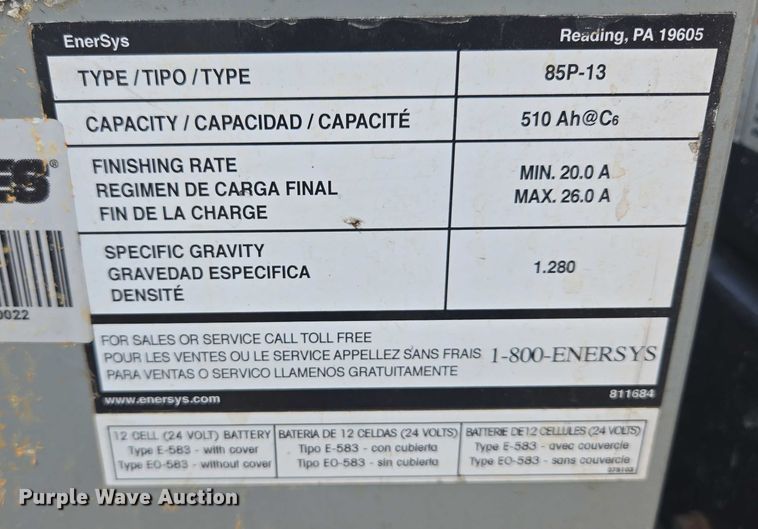 EnerSys
Reading, PA 19605
TYPE / TIPO / TYPE
85P-13
CAPACITY / CAPACIDAD / CAPACITÉ
510 Ah@C6
FINISHING RATE
REGIMEN DE CARGA FINAL
FIN DE LA CHARGE
MIN. 20.0 A
MAX. 26.0 A
SPECIFIC GRAVITY
GRAVEDAD ESPECIFICA
DENSITÉ
1.280
FOR SALES OR SERVICE CALL TOLL FREE
POUR LES VENTES OU LE SERVICE APPELLEZ SANS FRAIS
PARA VENTAS O SERVICO LLAMENOS GRATUITAMENTE
1-800-ENERSYS
www.enersys.com
811684
12 CELL (24 VOLT) BATTERY
Type E-583 - with cover
Type EO-583 - without cover
BATERIA DE 12 CELDAS (24 VOLTS)
Tipo E-583 - con cubierta
Tipo EO-583 - sin cubierta
BATTERIE DE 12 CELLULES (24 VOLTS)
Type E-583 - avec couvercle
Type EO-583 - sans couvercle
ES®
0022
Purple Wave Auction